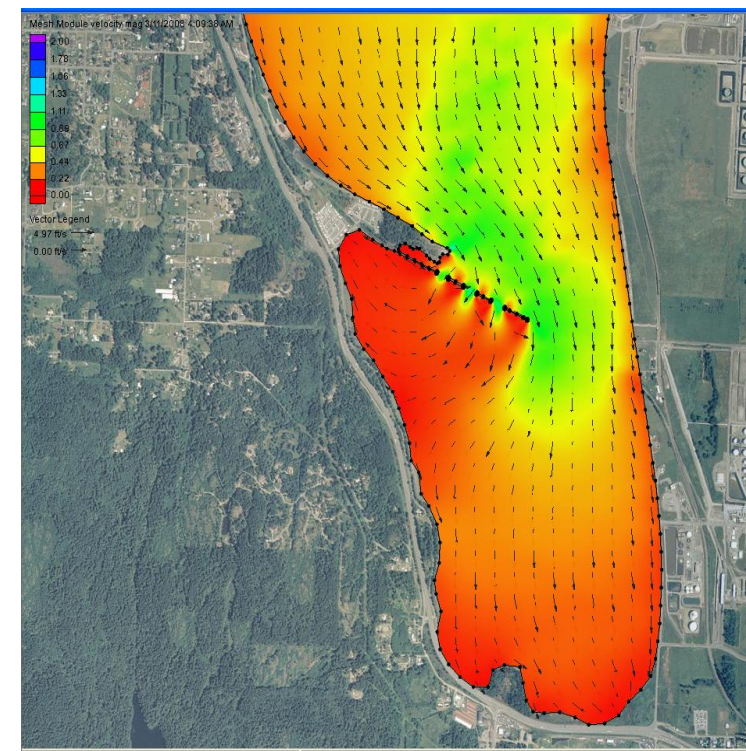 Mesh Module velocity mag 3/11/2006 4:09:38 AM
2.00
1.78
1.56
1.33
1.11
0.89
0.67
0.44
0.22
0.00
Vector Legend
4.97 ft/s
0.00 ft/s